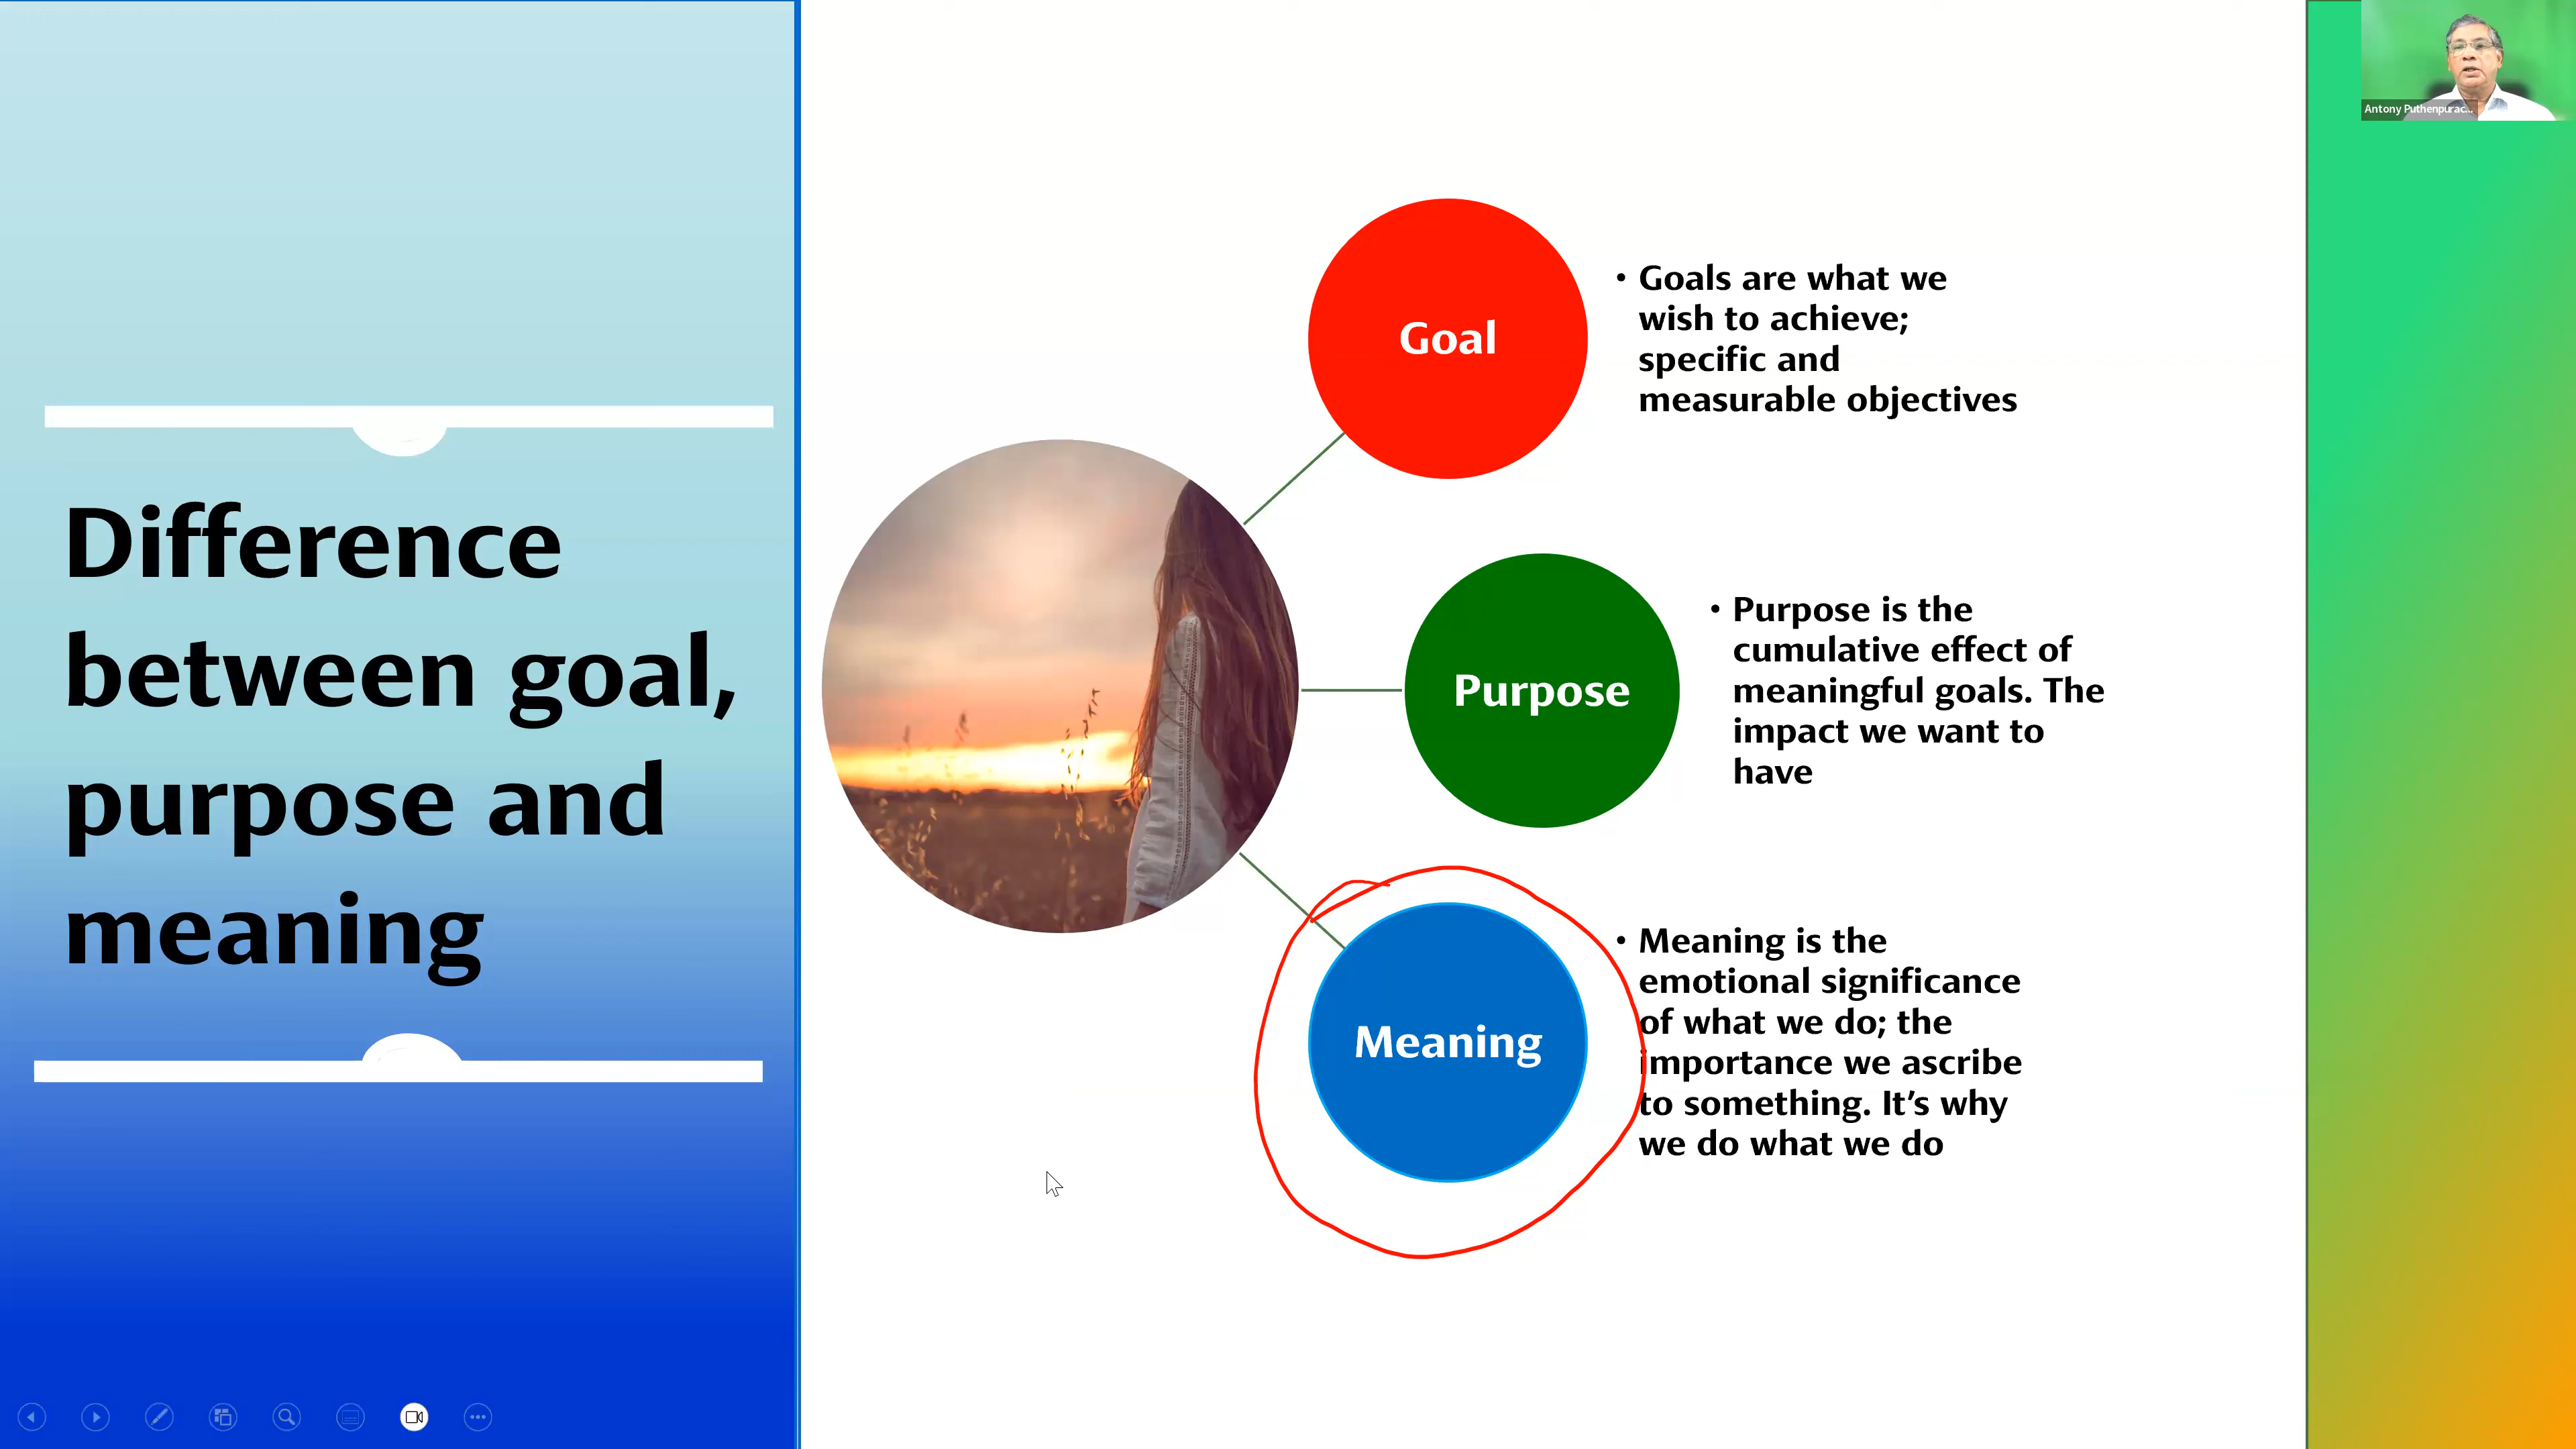 Difference
between goal,
purpose and
meaning
Goal
• Goals are what we
wish to achieve;
specific and
measurable objectives
Purpose
• Purpose is the
cumulative effect of
meaningful goals. The
impact we want to
have
Meaning
• Meaning is the
emotional significance
of what we do; the
importance we ascribe
to something. It’s why
we do what we do
Antony Puthenpurac...